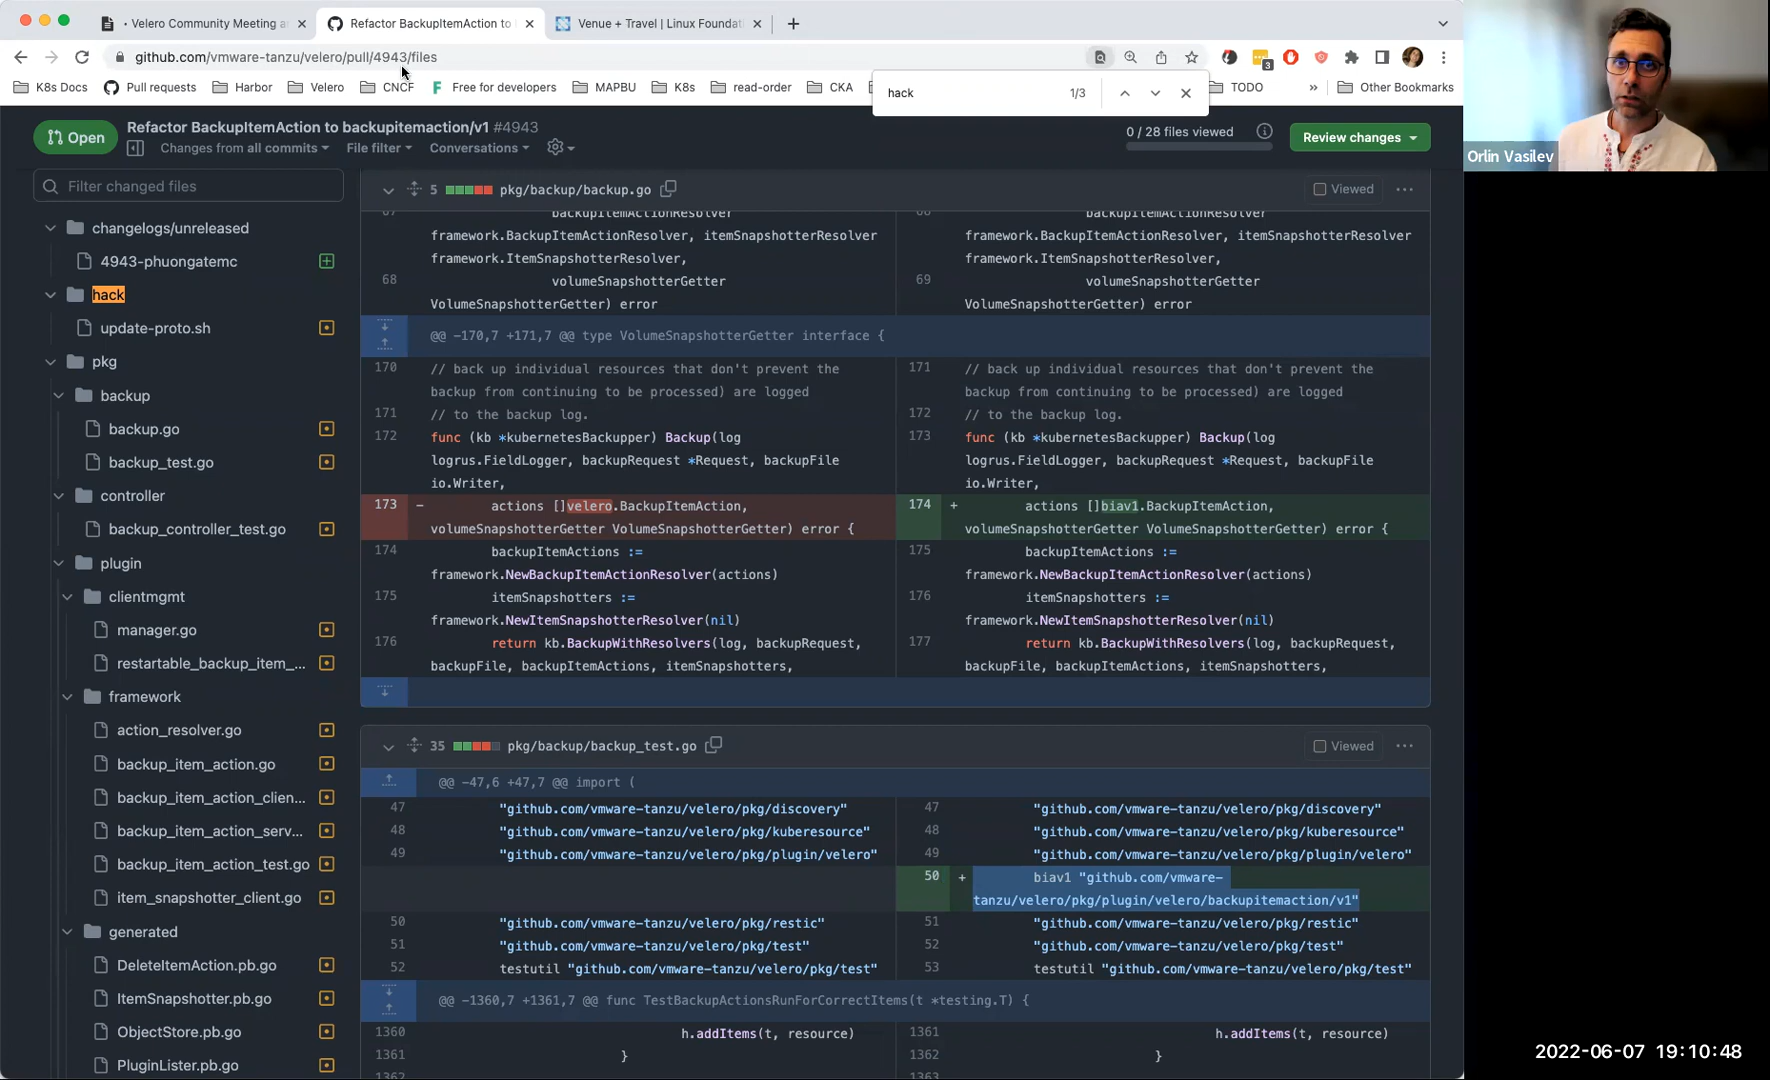 · Velero Community Meeting a
Refactor BackupItemAction to
Venue + Travel | Linux Foundat
github.com/vmware-tanzu/velero/pull/4943/files
K8s Docs
Pull requests
Harbor
Velero
CNCF
Free for developers
MAPBU
K8s
read-order
CKA
TODO
»
Other Bookmarks
3
hack
1/3
Open
Refactor BackupItemAction to backupitemaction/v1 #4943
Changes from all commits
File filter
Conversations
0 / 28 files viewed
Review changes
Orlin Vasilev
Filter changed files
changelogs/unreleased
4943-phuongatemc
hack
update-proto.sh
pkg
backup
backup.go
backup_test.go
controller
backup_controller_test.go
plugin
clientmgmt
manager.go
restartable_backup_item_...
framework
action_resolver.go
backup_item_action.go
backup_item_action_clien...
backup_item_action_serv...
backup_item_action_test.go
item_snapshotter_client.go
generated
DeleteItemAction.pb.go
ItemSnapshotter.pb.go
ObjectStore.pb.go
PluginLister.pb.go
5 pkg/backup/backup.go
Viewed
67 backupItemActionResolver 68 backupItemActionResolver
framework.BackupItemActionResolver, itemSnapshotterResolver framework.BackupItemActionResolver, itemSnapshotterResolver
framework.ItemSnapshotterResolver, framework.ItemSnapshotterResolver,
68 volumeSnapshotterGetter 69 volumeSnapshotterGetter
VolumeSnapshotterGetter) error VolumeSnapshotterGetter) error
@@ -170,7 +171,7 @@ type VolumeSnapshotterGetter interface {
170 // back up individual resources that don't prevent the 171 // back up individual resources that don't prevent the
backup from continuing to be processed) are logged backup from continuing to be processed) are logged
171 // to the backup log. 172 // to the backup log.
172 func (kb *kubernetesBackupper) Backup(log 173 func (kb *kubernetesBackupper) Backup(log
logrus.FieldLogger, backupRequest *Request, backupFile logrus.FieldLogger, backupRequest *Request, backupFile
io.Writer, io.Writer,
173 - actions []velero.BackupItemAction, 174 + actions []biav1.BackupItemAction,
volumeSnapshotterGetter VolumeSnapshotterGetter) error { volumeSnapshotterGetter VolumeSnapshotterGetter) error {
174 backupItemActions := 175 backupItemActions :=
framework.NewBackupItemActionResolver(actions) framework.NewBackupItemActionResolver(actions)
175 itemSnapshotters := 176 itemSnapshotters :=
framework.NewItemSnapshotterResolver(nil) framework.NewItemSnapshotterResolver(nil)
176 return kb.BackupWithResolvers(log, backupRequest, 177 return kb.BackupWithResolvers(log, backupRequest,
backupFile, backupItemActions, itemSnapshotters, backupFile, backupItemActions, itemSnapshotters,
35 pkg/backup/backup_test.go
Viewed
@@ -47,6 +47,7 @@ import (
47 "github.com/vmware-tanzu/velero/pkg/discovery" 47 "github.com/vmware-tanzu/velero/pkg/discovery"
48 "github.com/vmware-tanzu/velero/pkg/kuberesource" 48 "github.com/vmware-tanzu/velero/pkg/kuberesource"
49 "github.com/vmware-tanzu/velero/pkg/plugin/velero" 49 "github.com/vmware-tanzu/velero/pkg/plugin/velero"
50 + biav1 "github.com/vmware-
tanzu/velero/pkg/plugin/velero/backupitemaction/v1"
50 "github.com/vmware-tanzu/velero/pkg/restic" 51 "github.com/vmware-tanzu/velero/pkg/restic"
51 "github.com/vmware-tanzu/velero/pkg/test" 52 "github.com/vmware-tanzu/velero/pkg/test"
52 testutil "github.com/vmware-tanzu/velero/pkg/test" 53 testutil "github.com/vmware-tanzu/velero/pkg/test"
@@ -1360,7 +1361,7 @@ func TestBackupActionsRunForCorrectItems(t *testing.T) {
1360 h.addItems(t, resource) 1361 h.addItems(t, resource)
1361 } 1362 }
1362 1363
2022-06-07 19:10:48